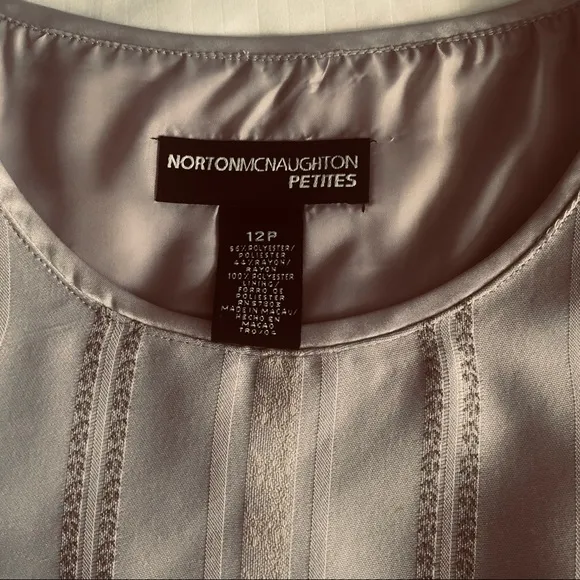 NORTONMCNAUGHTON
PETITES
12P
56% POLYESTER/
POLIESTER
44% RAYON/
RAYON
100% POLYESTER
LINING/
FORRO DE
POLIESTER
MADE IN MACAU/
HECHO EN
MACAO